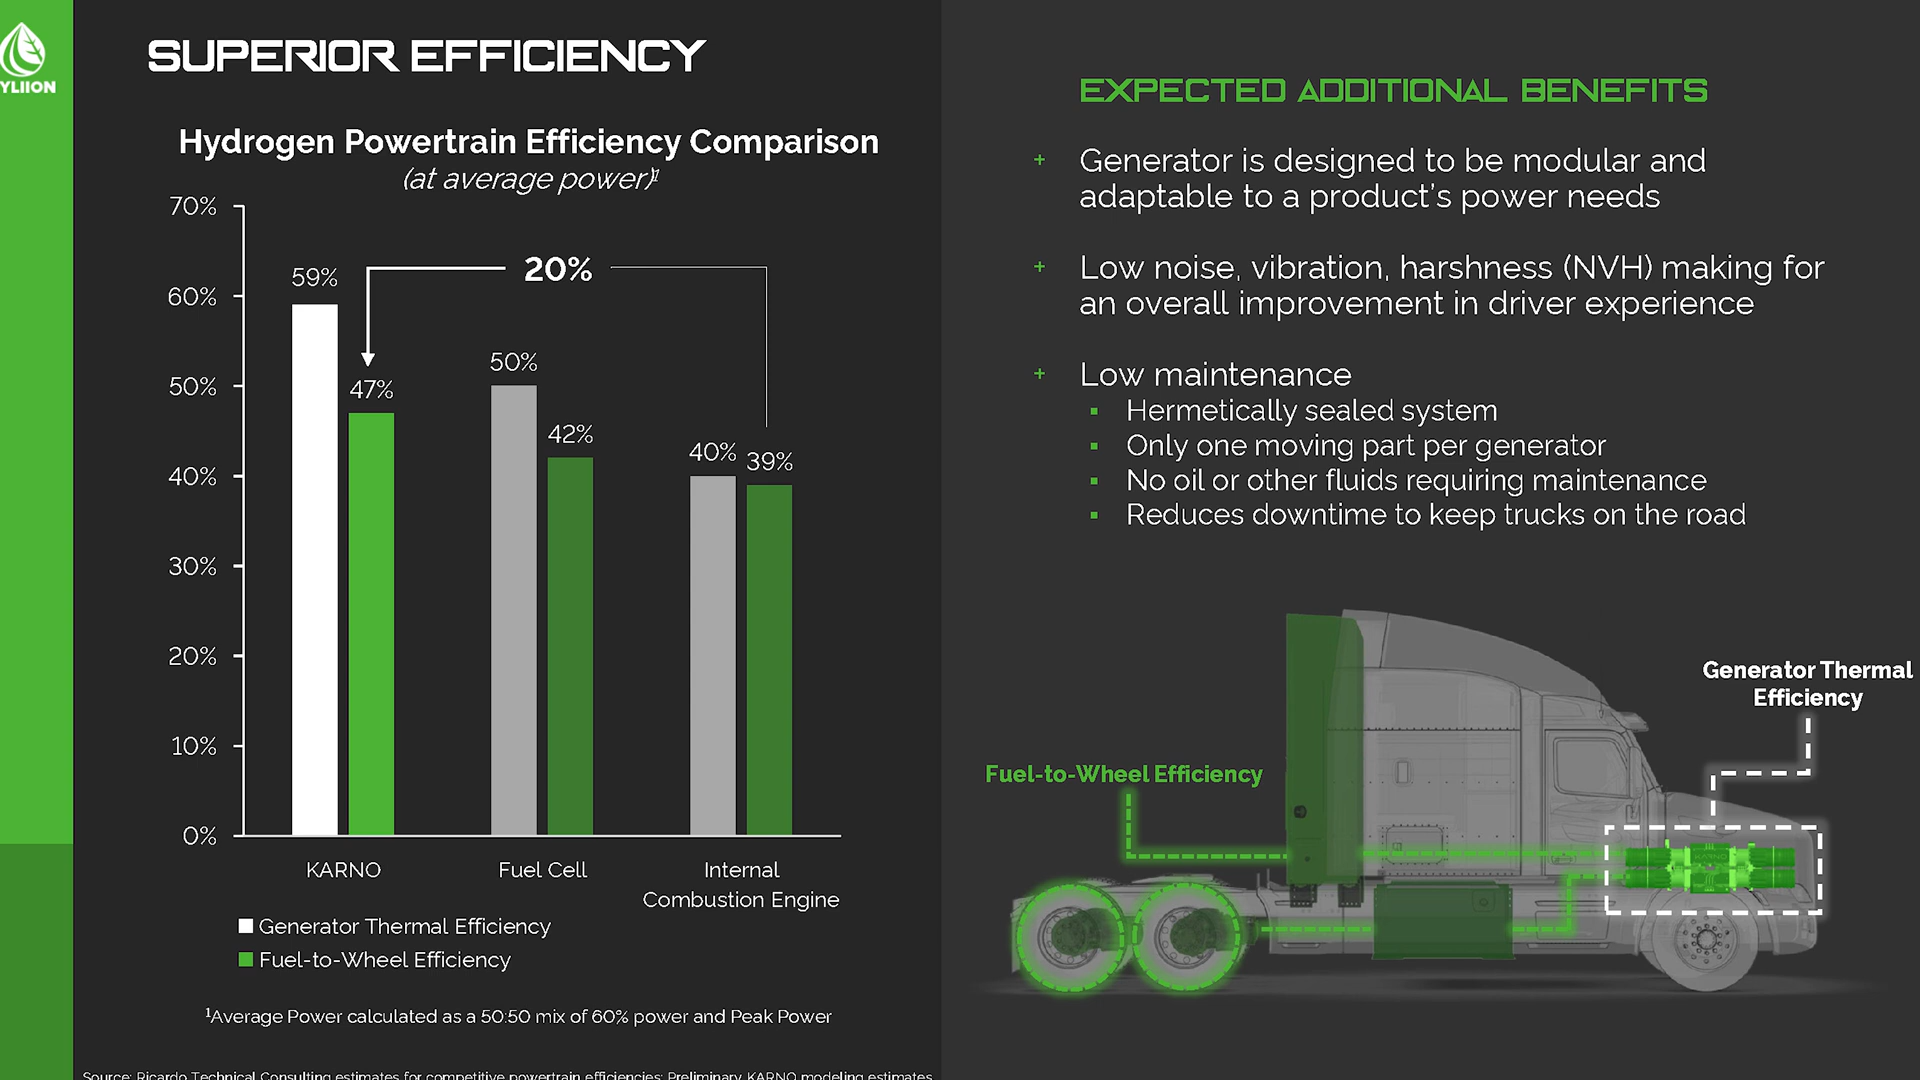 YLIION
SUPERIOR EFFICIENCY
Hydrogen Powertrain Efficiency Comparison
(at average power)¹
70%
60%
50%
40%
30%
20%
10%
0%
20%
59%
47%
50%
42%
40%
39%
KARNO
Fuel Cell
Internal
Combustion Engine
Generator Thermal Efficiency
Fuel-to-Wheel Efficiency
¹Average Power calculated as a 50:50 mix of 60% power and Peak Power
Source: Ricardo Technical Consulting estimates for competitive powertrain efficiencies; Preliminary KARNO modeling estimates
EXPECTED ADDITIONAL BENEFITS
+ Generator is designed to be modular and
adaptable to a product's power needs
+ Low noise, vibration, harshness (NVH) making for
an overall improvement in driver experience
+ Low maintenance
▪ Hermetically sealed system
▪ Only one moving part per generator
▪ No oil or other fluids requiring maintenance
▪ Reduces downtime to keep trucks on the road
Generator Thermal
Efficiency
Fuel-to-Wheel Efficiency
KARNO